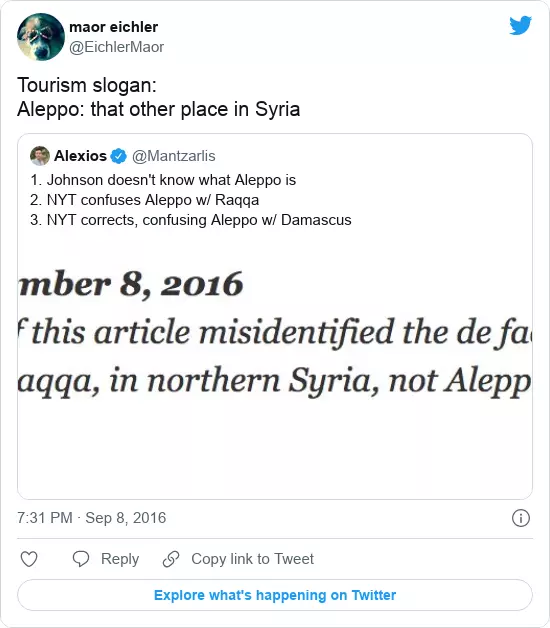 maor eichler
@EichlerMaor
Tourism slogan:
Aleppo: that other place in Syria
Alexios @Mantzarlis
1. Johnson doesn't know what Aleppo is
2. NYT confuses Aleppo w/ Raqqa
3. NYT corrects, confusing Aleppo w/ Damascus
mber 8, 2016
f this article misidentified the de fa
aqqa, in northern Syria, not Alepp
7:31 PM · Sep 8, 2016
Reply Copy link to Tweet
Explore what's happening on Twitter